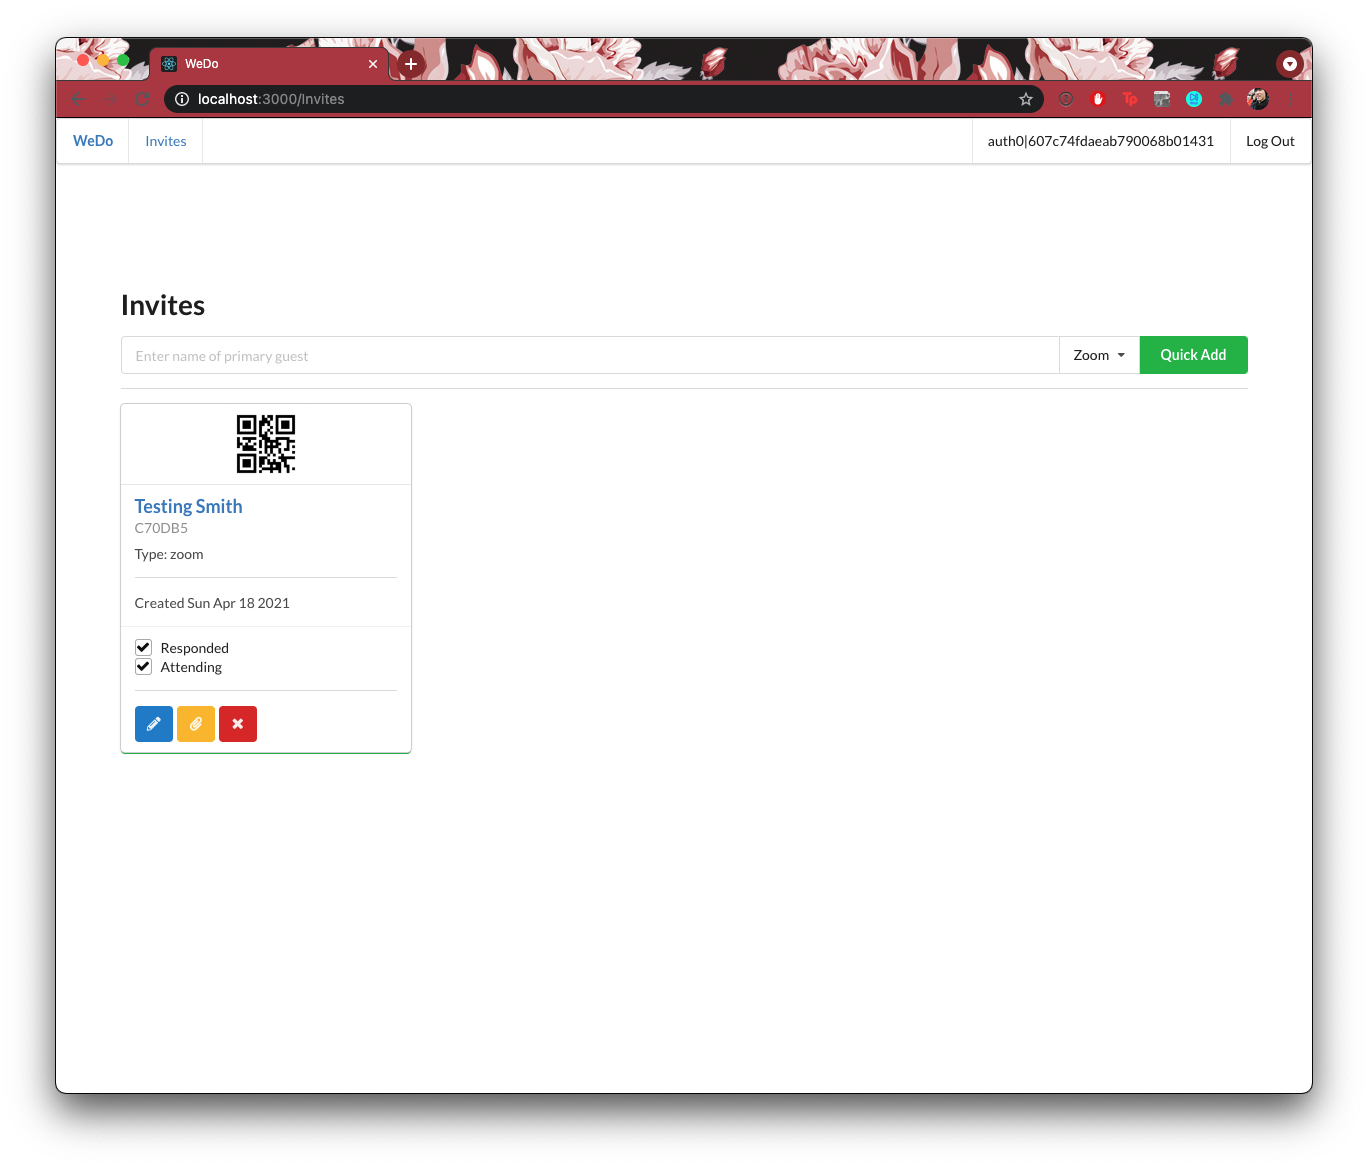 WeDo
localhost:3000/invites
Tp
WeDo
Invites
auth0|607c74fdaeab790068b01431
Log Out
Invites
Enter name of primary guest
Zoom
Quick Add
Testing Smith
C70DB5
Type: zoom
Created Sun Apr 18 2021
Responded
Attending